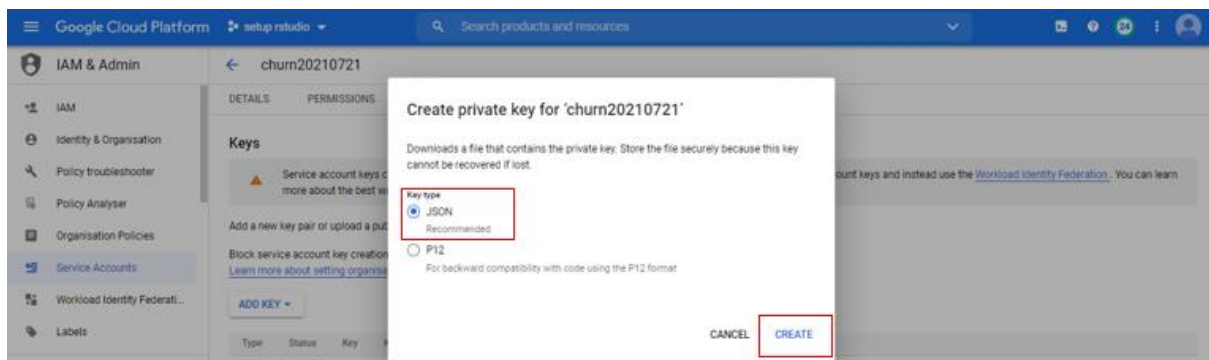 Google Cloud Platform
setup rstudio
Search products and resources
24
IAM & Admin
churn20210721
DETAILS
PERMISSIONS
IAM
Identity & Organisation
Policy troubleshooter
Policy Analyser
Organisation Policies
Service Accounts
Workload Identity Federati...
Labels
Keys
Service account keys c
ount keys and instead use the Workload Identity Federation . You can learn
more about the best w
Add a new key pair or upload a put
Block service account key creation
Learn more about setting organisa
ADD KEY
Type
Status
Key
Create private key for 'churn20210721'
Downloads a file that contains the private key. Store the file securely because this key
cannot be recovered if lost.
Key type
JSON
Recommended
P12
For backward compatibility with code using the P12 format
CANCEL
CREATE